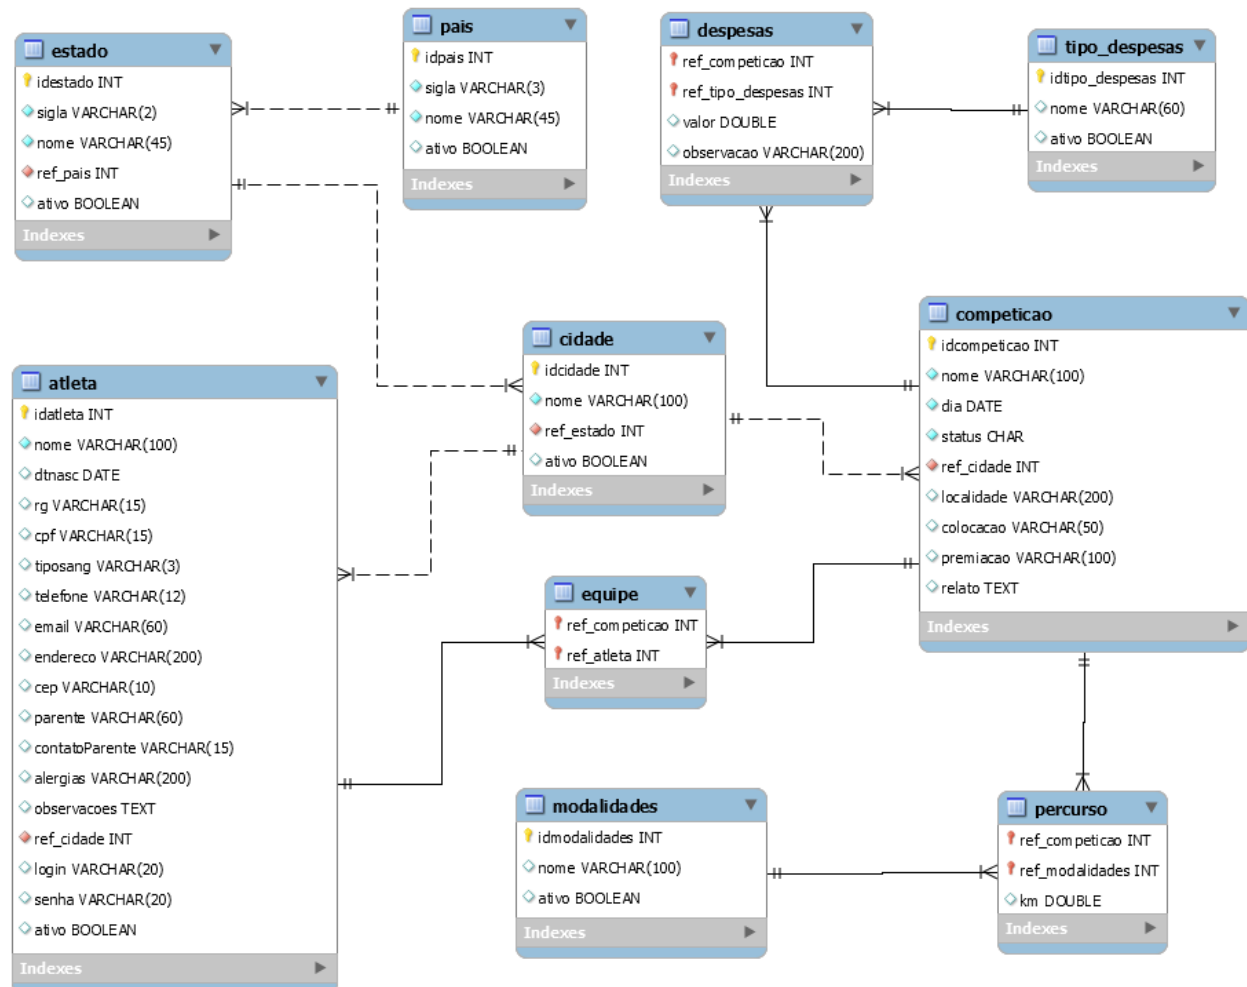 estado
idestado INT
sigla VARCHAR(2)
nome VARCHAR(45)
ref_pais INT
ativo BOOLEAN
Indexes
pais
idpais INT
sigla VARCHAR(3)
nome VARCHAR(45)
ativo BOOLEAN
Indexes
despesas
ref_competicao INT
ref_tipo_despesas INT
valor DOUBLE
observacao VARCHAR(200)
Indexes
tipo_despesas
idtipo_despesas INT
nome VARCHAR(60)
ativo BOOLEAN
Indexes
cidade
idcidade INT
nome VARCHAR(100)
ref_estado INT
ativo BOOLEAN
Indexes
competicao
idcompeticao INT
nome VARCHAR(100)
dia DATE
status CHAR
ref_cidade INT
localidade VARCHAR(200)
colocacao VARCHAR(50)
premiacao VARCHAR(100)
relato TEXT
Indexes
atleta
idatleta INT
nome VARCHAR(100)
dtnasc DATE
rg VARCHAR(15)
cpf VARCHAR(15)
tiposang VARCHAR(3)
telefone VARCHAR(12)
email VARCHAR(60)
endereco VARCHAR(200)
cep VARCHAR(10)
parente VARCHAR(60)
contatoParente VARCHAR(15)
alergias VARCHAR(200)
observacoes TEXT
ref_cidade INT
login VARCHAR(20)
senha VARCHAR(20)
ativo BOOLEAN
Indexes
equipe
ref_competicao INT
ref_atleta INT
Indexes
modalidades
idmodalidades INT
nome VARCHAR(100)
ativo BOOLEAN
Indexes
percurso
ref_competicao INT
ref_modalidades INT
km DOUBLE
Indexes